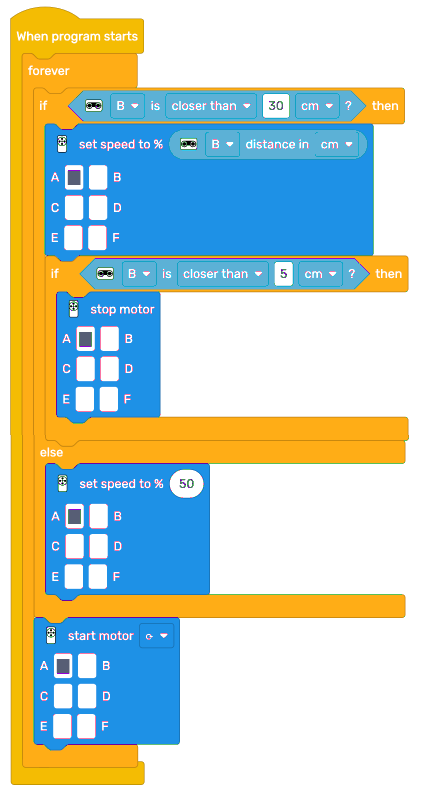 When program starts
forever
if B is closer than 30 cm ? then
set speed to % B distance in cm
A B
C D
E F
if B is closer than 5 cm ? then
stop motor
A B
C D
E F
else
set speed to % 50
A B
C D
E F
start motor
A B
C D
E F